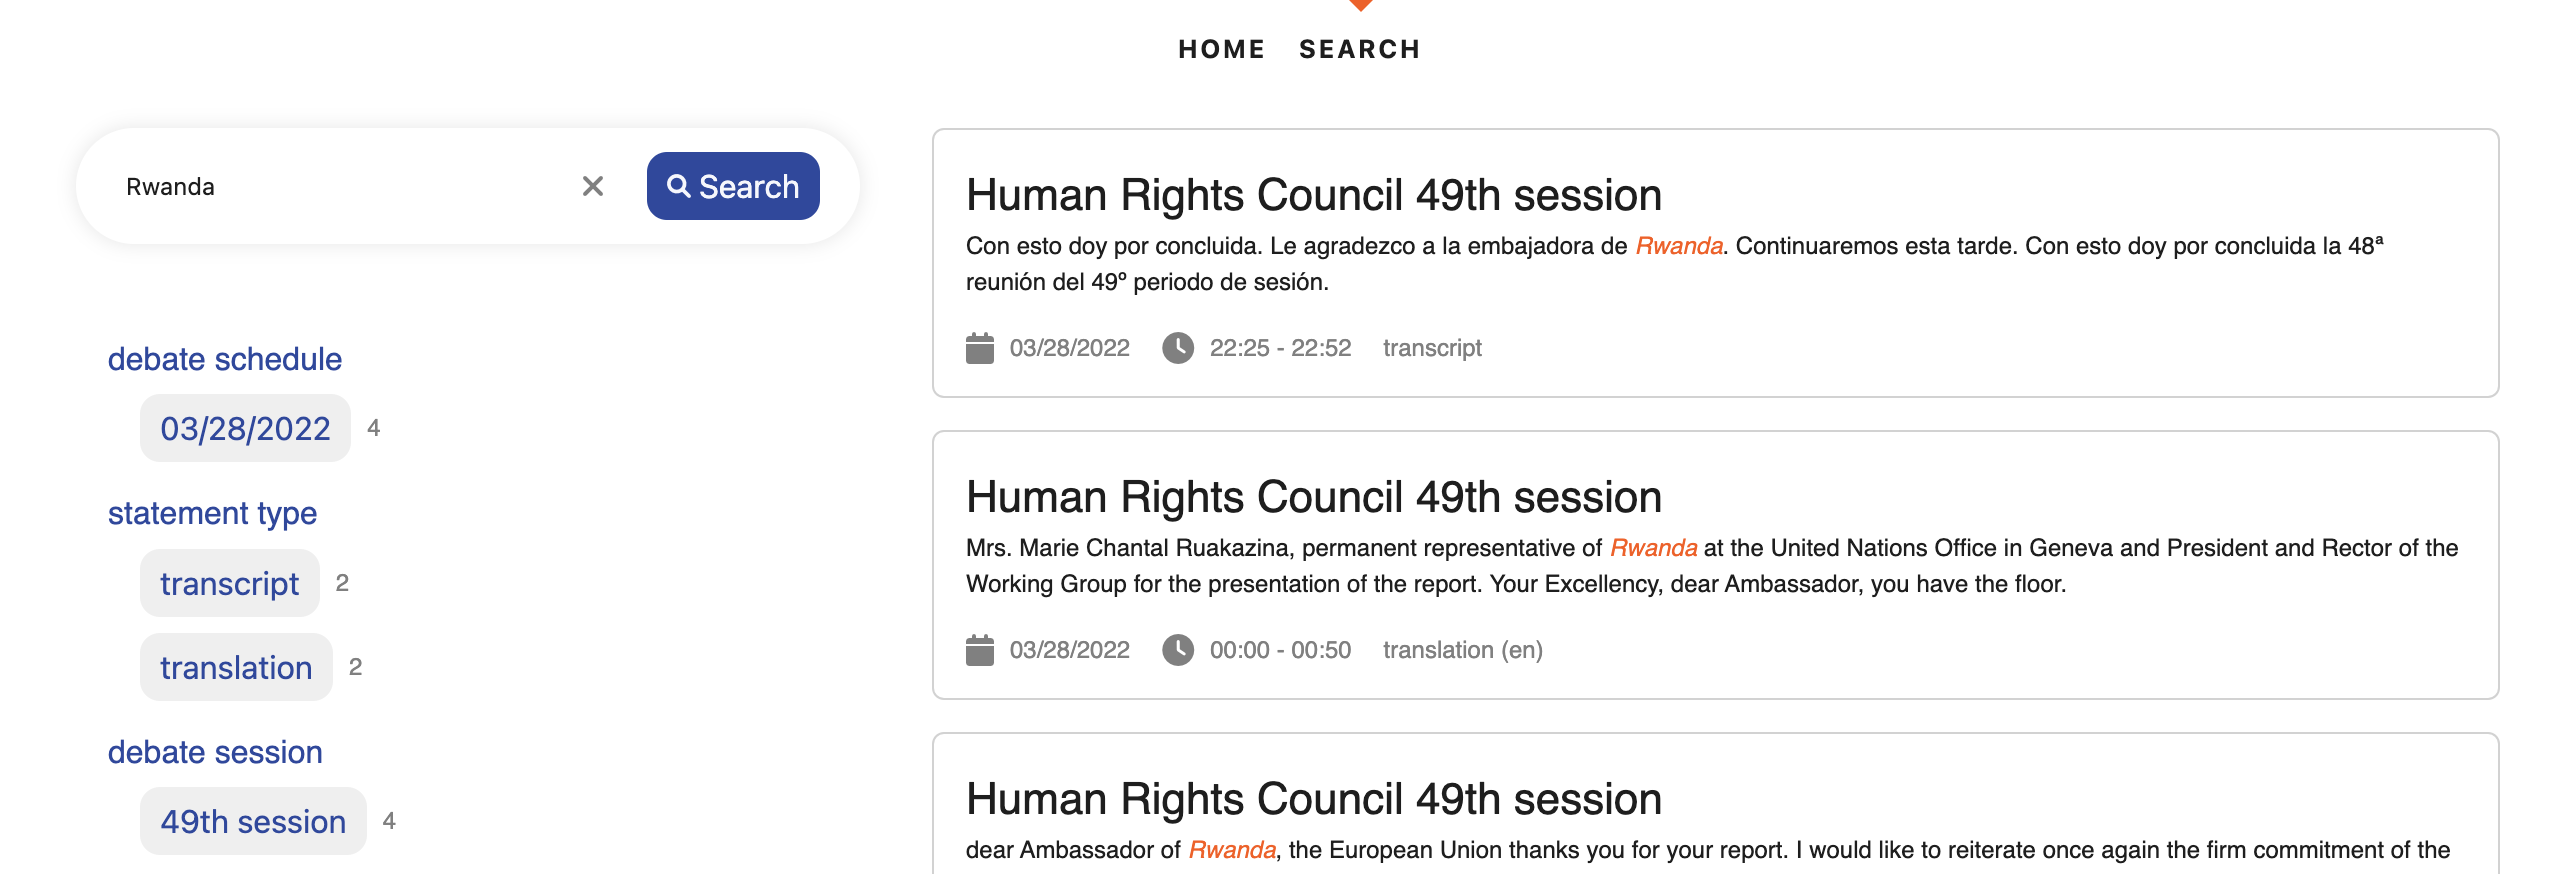 HOME SEARCH
Rwanda
Search
debate schedule
03/28/2022 4
statement type
transcript 2
translation 2
debate session
49th session 4
Human Rights Council 49th session
Con esto doy por concluida. Le agradezco a la embajadora de Rwanda. Continuaremos esta tarde. Con esto doy por concluida la 48ª
reunión del 49º periodo de sesión.
03/28/2022 22:25 - 22:52 transcript
Human Rights Council 49th session
Mrs. Marie Chantal Ruakazina, permanent representative of Rwanda at the United Nations Office in Geneva and President and Rector of the
Working Group for the presentation of the report. Your Excellency, dear Ambassador, you have the floor.
03/28/2022 00:00 - 00:50 translation (en)
Human Rights Council 49th session
dear Ambassador of Rwanda, the European Union thanks you for your report. I would like to reiterate once again the firm commitment of the